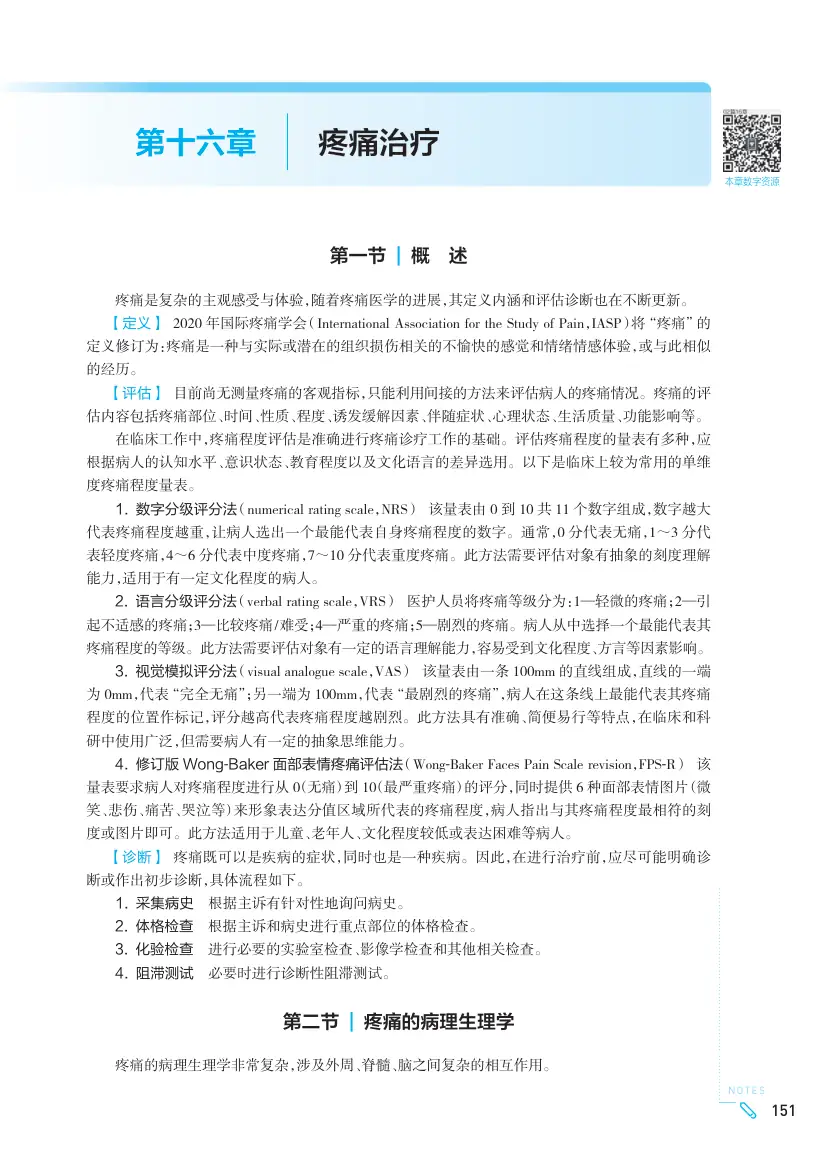 第十六章
疼痛治疗
本章数字资源
第一节 | 概 述
疼痛是复杂的主观感受与体验,随着疼痛医学的进展,其定义内涵和评估诊断也在不断更新。
【定义】 2020 年国际疼痛学会(International Association for the Study of Pain,IASP)将“疼痛”的
定义修订为:疼痛是一种与实际或潜在的组织损伤相关的不愉快的感觉和情绪情感体验,或与此相似
的经历。
【评估】 目前尚无测量疼痛的客观指标,只能利用间接的方法来评估病人的疼痛情况。疼痛的评
估内容包括疼痛部位、时间、性质、程度、诱发缓解因素、伴随症状、心理状态、生活质量、功能影响等。
在临床工作中,疼痛程度评估是准确进行疼痛诊疗工作的基础。评估疼痛程度的量表有多种,应
根据病人的认知水平、意识状态、教育程度以及文化语言的差异选用。以下是临床上较为常用的单维
度疼痛程度量表。
1. 数字分级评分法(numerical rating scale,NRS) 该量表由 0 到 10 共 11 个数字组成,数字越大
代表疼痛程度越重,让病人选出一个最能代表自身疼痛程度的数字。通常,0 分代表无痛,1～3 分代
表轻度疼痛,4～6 分代表中度疼痛,7～10 分代表重度疼痛。此方法需要评估对象有抽象的刻度理解
能力,适用于有一定文化程度的病人。
2. 语言分级评分法(verbal rating scale,VRS) 医护人员将疼痛等级分为:1—轻微的疼痛;2—引
起不适感的疼痛;3—比较疼痛/难受;4—严重的疼痛;5—剧烈的疼痛。病人从中选择一个最能代表其
疼痛程度的等级。此方法需要评估对象有一定的语言理解能力,容易受到文化程度、方言等因素影响。
3. 视觉模拟评分法(visual analogue scale,VAS) 该量表由一条 100mm 的直线组成,直线的一端
为 0mm,代表“完全无痛”;另一端为 100mm,代表“最剧烈的疼痛”,病人在这条线上最能代表其疼痛
程度的位置作标记,评分越高代表疼痛程度越剧烈。此方法具有准确、简便易行等特点,在临床和科
研中使用广泛,但需要病人有一定的抽象思维能力。
4. 修订版 Wong-Baker 面部表情疼痛评估法(Wong-Baker Faces Pain Scale revision,FPS-R) 该
量表要求病人对疼痛程度进行从 0(无痛)到 10(最严重疼痛)的评分,同时提供 6 种面部表情图片(微
笑、悲伤、痛苦、哭泣等)来形象表达分值区域所代表的疼痛程度,病人指出与其疼痛程度最相符的刻
度或图片即可。此方法适用于儿童、老年人、文化程度较低或表达困难等病人。
【诊断】 疼痛既可以是疾病的症状,同时也是一种疾病。因此,在进行治疗前,应尽可能明确诊
断或作出初步诊断,具体流程如下。
1. 采集病史 根据主诉有针对性地询问病史。
2. 体格检查 根据主诉和病史进行重点部位的体格检查。
3. 化验检查 进行必要的实验室检查、影像学检查和其他相关检查。
4. 阻滞测试 必要时进行诊断性阻滞测试。
第二节 | 疼痛的病理生理学
疼痛的病理生理学非常复杂,涉及外周、脊髓、脑之间复杂的相互作用。
NOTES
151